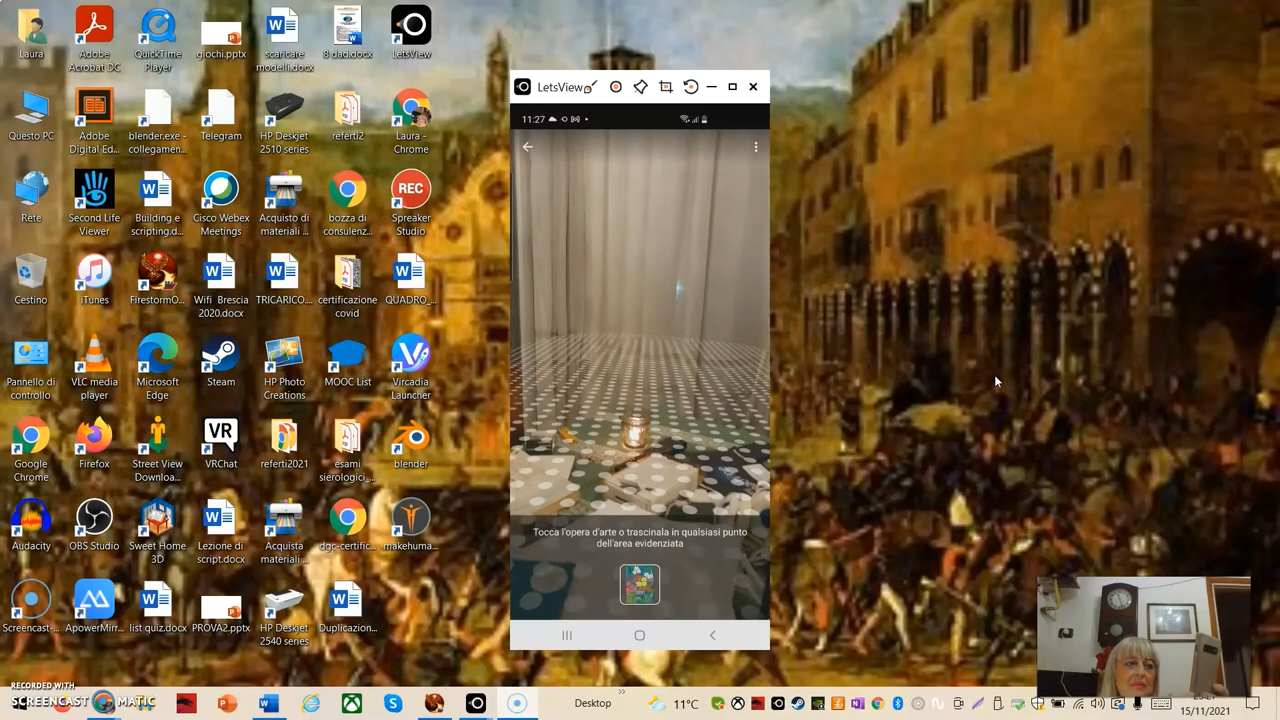 Laura
Adobe Acrobat DC
QuickTime Player
giochi.pptx
scaricare modelli.docx
8 dad.docx
LetsView
Questo PC
Adobe Digital Ed...
blender.exe - collegamen...
Telegram
HP Deskjet 2510 series
referti2
Laura - Chrome
Rete
Second Life Viewer
Building e scripting.d...
Cisco Webex Meetings
Acquisto di materiali ...
bozza di consulenz...
REC
Spreaker Studio
Cestino
iTunes
FirestormO...
Wifi Brescia 2020.docx
TRICARICO....
certificazione covid
QUADRO_...
Pannello di controllo
VLC media player
Microsoft Edge
Steam
HP Photo Creations
MOOC List
Vircadia Launcher
Google Chrome
Firefox
Street View Downloa...
VR
VRChat
referti2021
esami sierologici_...
blender
Audacity
OBS Studio
Sweet Home 3D
Lezione di script.docx
Acquista materiali ...
dgc-certific...
makehuma...
Screencast-...
ApowerMirr...
list quiz.docx
PROVA2.pptx
HP Deskjet 2540 series
Duplicazion...
LetsView
11:27
Tocca l'opera d'arte o trascinala in qualsiasi punto
dell'area evidenziata
RECORDED WITH
SCREENCAST MATIC
Desktop
11°C
15/11/2021